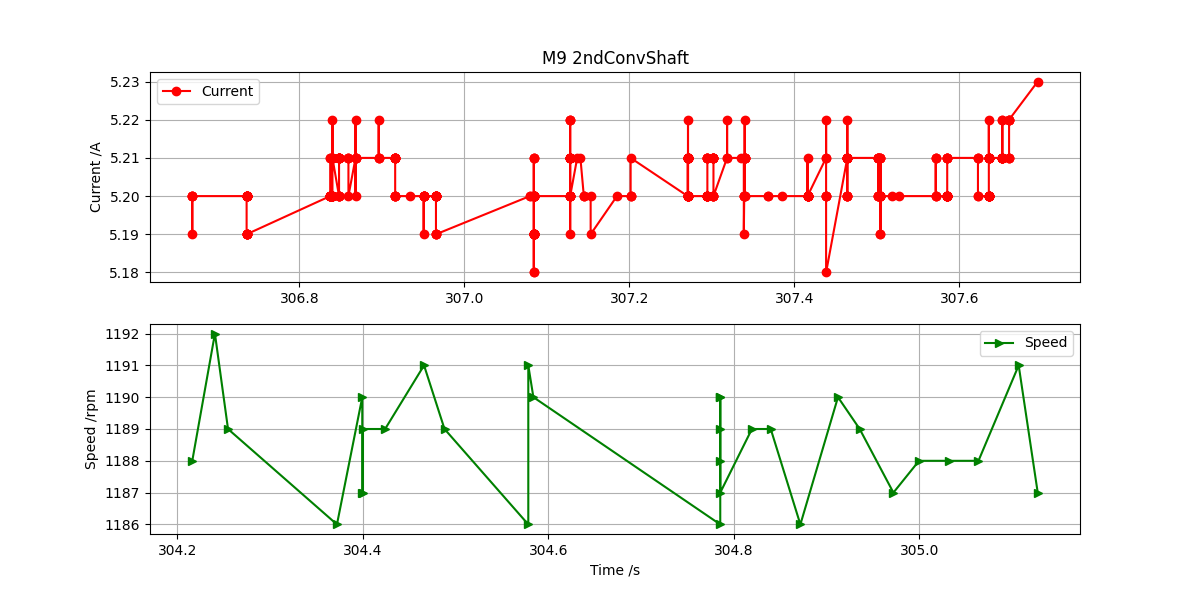 M9 2ndConvShaft
5.23
5.22
5.21
5.20
5.19
5.18
Current /A
Current
306.8 307.0 307.2 307.4 307.6
1192
1191
1190
1189
1188
1187
1186
Speed /rpm
Speed
304.2 304.4 304.6 304.8 305.0
Time /s